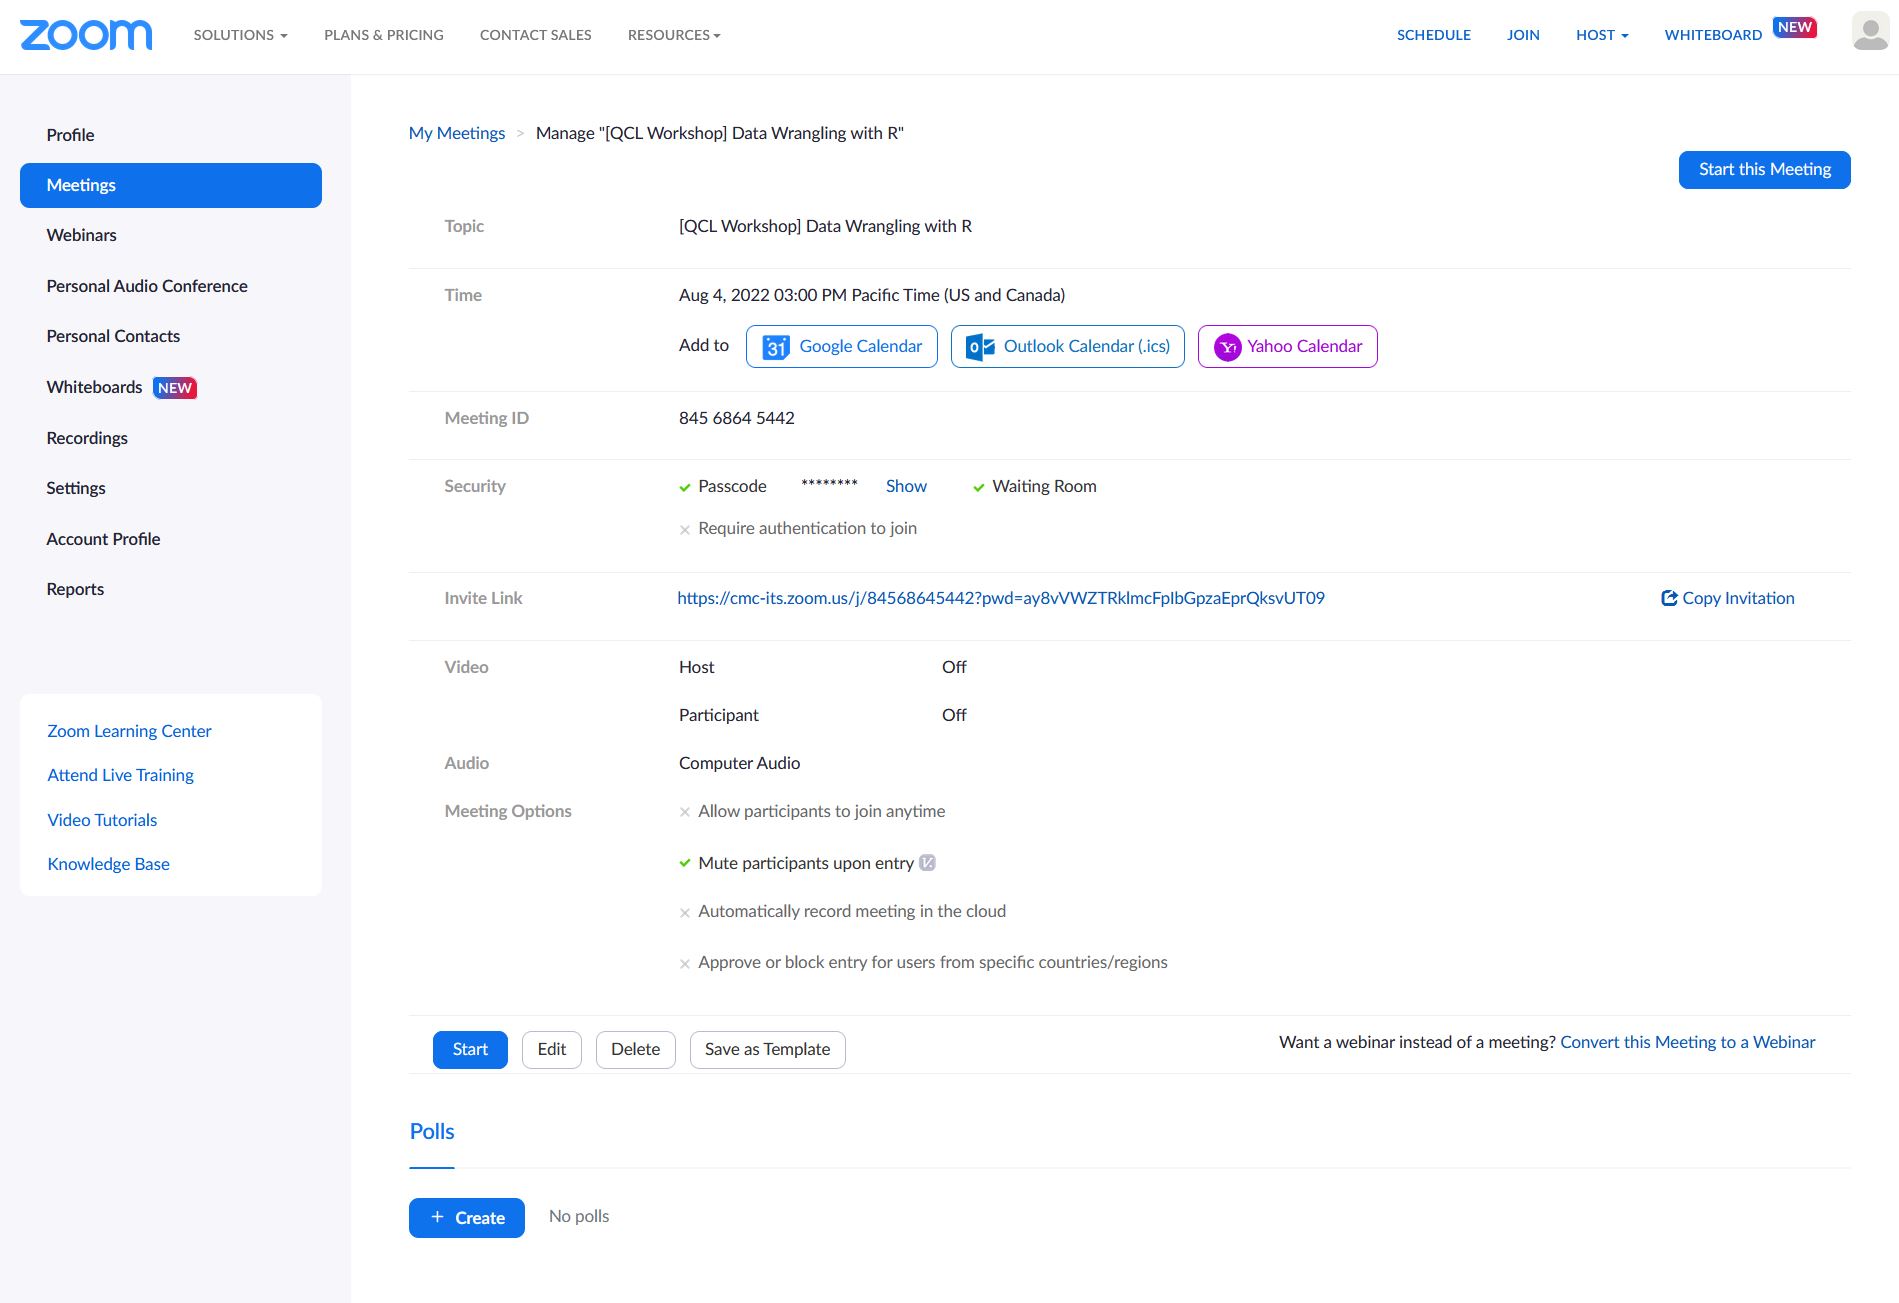 zoom
SOLUTIONS PLANS & PRICING CONTACT SALES RESOURCES SCHEDULE JOIN HOST WHITEBOARD NEW
Profile
Meetings
Webinars
Personal Audio Conference
Personal Contacts
Whiteboards NEW
Recordings
Settings
Account Profile
Reports
Zoom Learning Center
Attend Live Training
Video Tutorials
Knowledge Base
My Meetings > Manage "[QCL Workshop] Data Wrangling with R"
Start this Meeting
Topic [QCL Workshop] Data Wrangling with R
Time Aug 4, 2022 03:00 PM Pacific Time (US and Canada)
Add to 31 Google Calendar Outlook Calendar (.ics) Y! Yahoo Calendar
Meeting ID 845 6864 5442
Security Passcode ******** Show Waiting Room
Require authentication to join
Invite Link https://cmc-its.zoom.us/j/84568645442?pwd=ay8vVWZTRklmcFplbGpzaEprQksvUT09 Copy Invitation
Video Host Off
Participant Off
Audio Computer Audio
Meeting Options Allow participants to join anytime
Mute participants upon entry
Automatically record meeting in the cloud
Approve or block entry for users from specific countries/regions
Start Edit Delete Save as Template Want a webinar instead of a meeting? Convert this Meeting to a Webinar
Polls
+ Create No polls